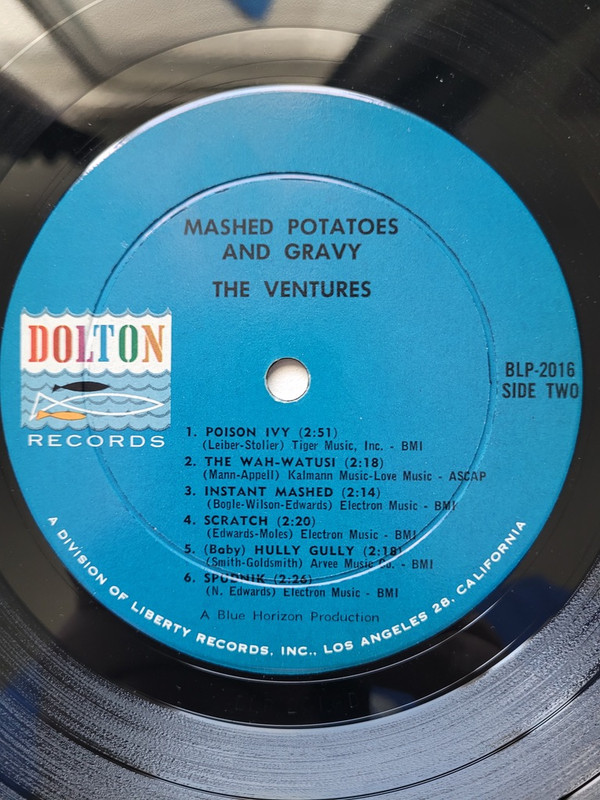 MASHED POTATOES
AND GRAVY
THE VENTURES
DOLTON
RECORDS
BLP-2016
SIDE TWO
1. POISON IVY (2:51)
(Leiber-Stoller) Tiger Music, Inc. - BMI
2. THE WAH-WATUSI (2:18)
(Mann-Appell) Kalmann Music-Love Music - ASCAP
3. INSTANT MASHED (2:14)
(Bogle-Wilson-Edwards) Electron Music - BMI
4. SCRATCH (2:20)
(Edwards-Moles) Electron Music - BMI
5. (Baby) HULLY GULLY (2:18)
(Smith-Goldsmith) Arvee Music Co. - BMI
6. SPUDNIK (2:26)
(N. Edwards) Electron Music - BMI
A Blue Horizon Production
A DIVISION OF LIBERTY RECORDS, INC., LOS ANGELES 28, CALIFORNIA